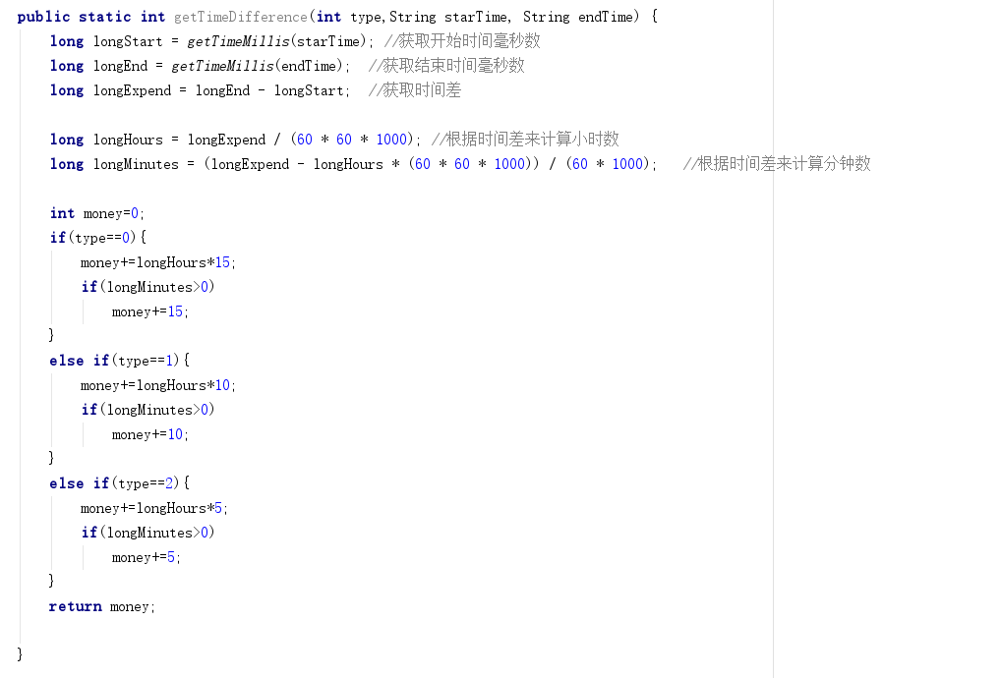 public static int getTimeDifference(int type,String starTime, String endTime) {
long longStart = getTimeMillis(starTime); //获取开始时间毫秒数
long longEnd = getTimeMillis(endTime);  //获取结束时间毫秒数
long longExpend = longEnd - longStart;  //获取时间差
long longHours = longExpend / (60 * 60 * 1000); //根据时间差来计算小时数
long longMinutes = (longExpend - longHours * (60 * 60 * 1000)) / (60 * 1000);   //根据时间差来计算分钟数
int money=0;
if(type==0){
money+=longHours*15;
if(longMinutes>0)
money+=15;
}
else if(type==1){
money+=longHours*10;
if(longMinutes>0)
money+=10;
}
else if(type==2){
money+=longHours*5;
if(longMinutes>0)
money+=5;
}
return money;
}